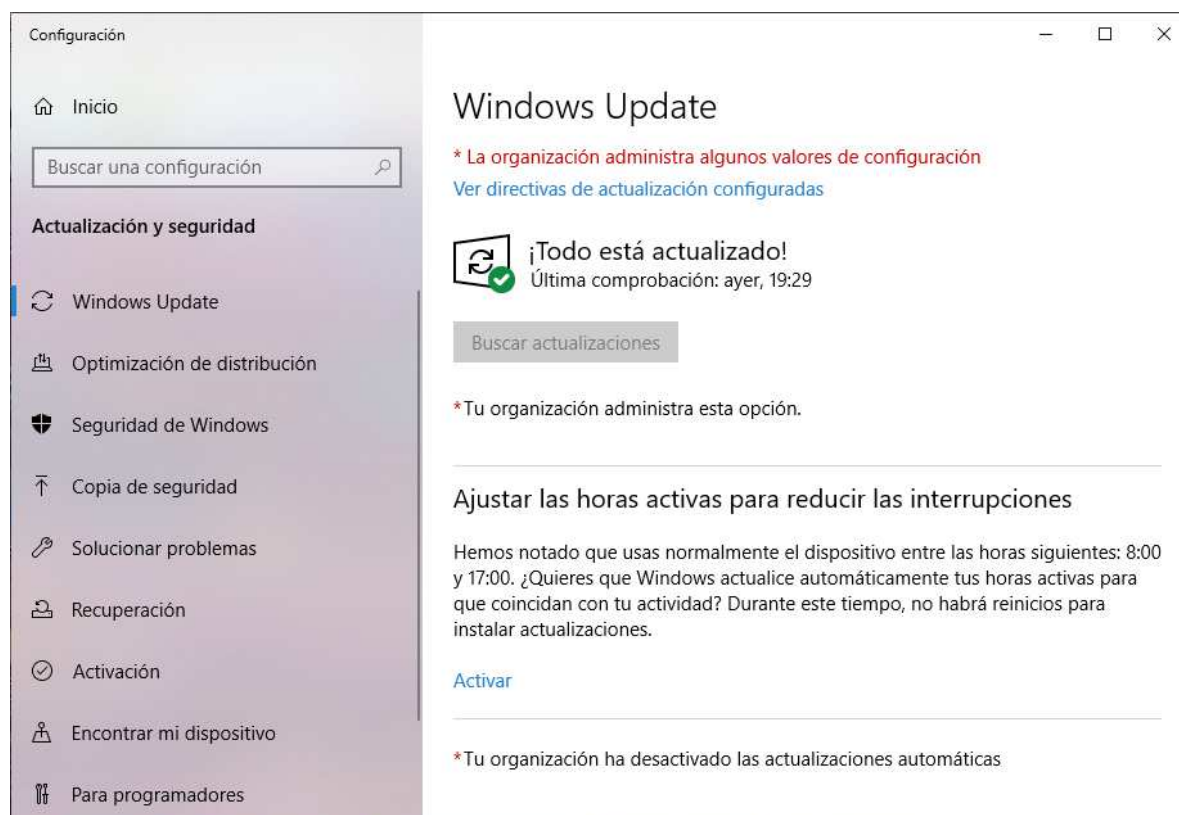 Configuración
Inicio
Buscar una configuración
Actualización y seguridad
Windows Update
Optimización de distribución
Seguridad de Windows
Copia de seguridad
Solucionar problemas
Recuperación
Activación
Encontrar mi dispositivo
Para programadores
Windows Update
* La organización administra algunos valores de configuración
Ver directivas de actualización configuradas
¡Todo está actualizado!
Última comprobación: ayer, 19:29
Buscar actualizaciones
*Tu organización administra esta opción.
Ajustar las horas activas para reducir las interrupciones
Hemos notado que usas normalmente el dispositivo entre las horas siguientes: 8:00
y 17:00. ¿Quieres que Windows actualice automáticamente tus horas activas para
que coincidan con tu actividad? Durante este tiempo, no habrá reinicios para
instalar actualizaciones.
Activar
*Tu organización ha desactivado las actualizaciones automáticas